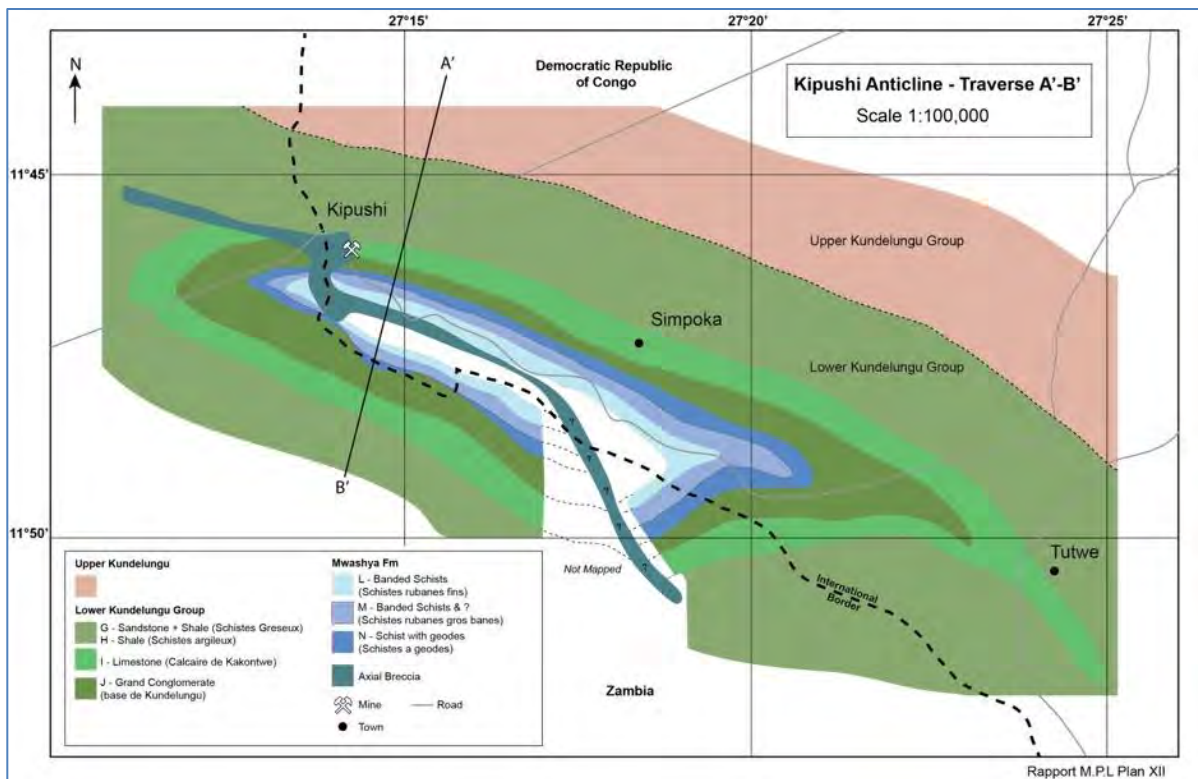 27°15'
27°20'
27°25'
N
A'
Democratic Republic
of Congo
Kipushi Anticline - Traverse A'-B'
Scale 1:100,000
11°45'
Kipushi
Upper Kundelungu Group
Simpoka
Lower Kundelungu Group
B'
11°50'
Not Mapped
Tutwe
International
Border
Zambia
Upper Kundelungu
Lower Kundelungu Group
G - Sandstone + Shale (Schistes Greseux)
H - Shale (Schistes argileux)
I - Limestone (Calcaire de Kakontwe)
J - Grand Conglomerate
(base de Kundelungu)
Mwashya Fm
L - Banded Schists
(Schistes rubanes fins)
M - Banded Schists & ?
(Schistes rubanes gros banes)
N - Schist with geodes
(Schistes a geodes)
Axial Breccia
Mine
Road
Town
Rapport M.P.L Plan XII